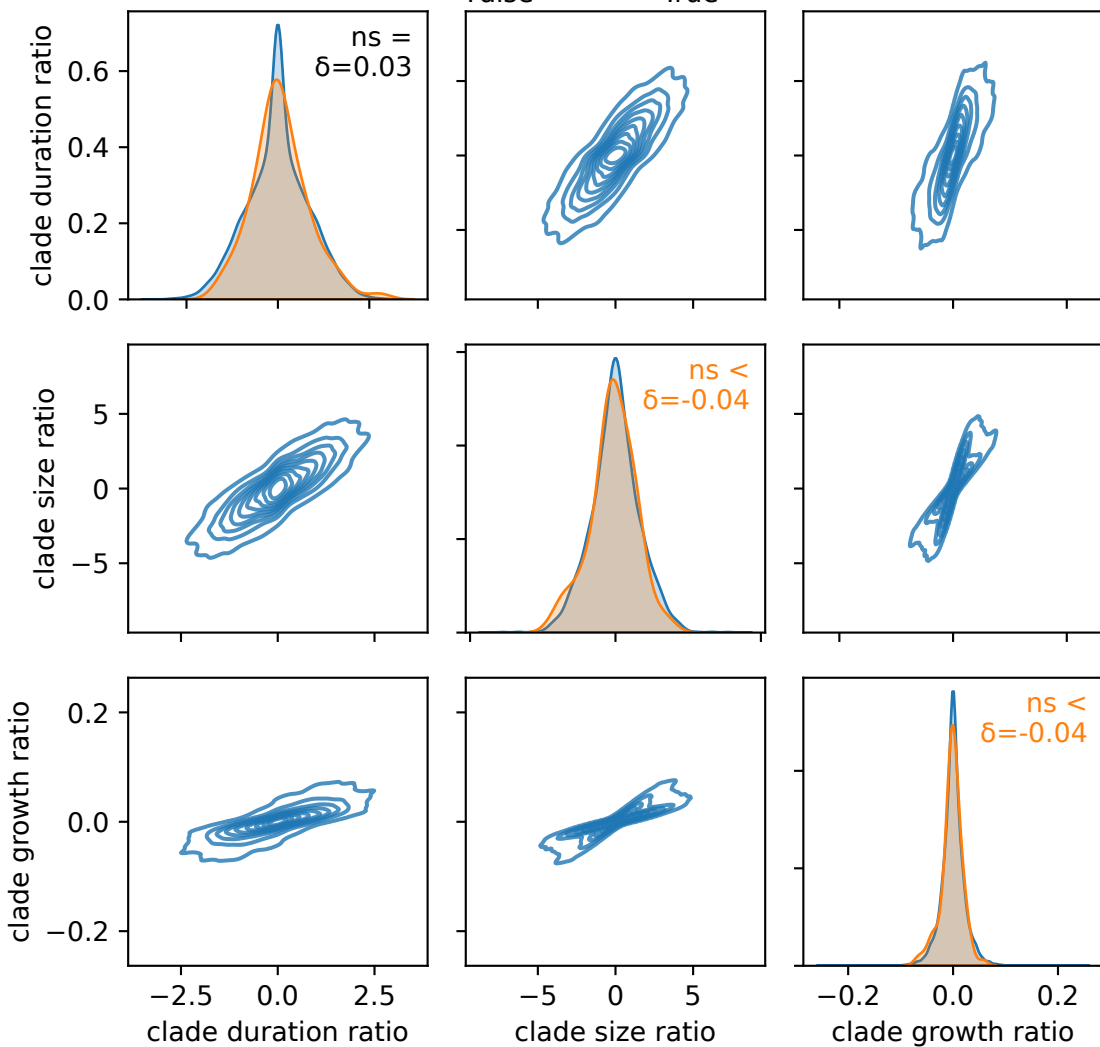 clade duration ratio
0.6
0.4
0.2
0.0
ns =
δ=0.03
clade size ratio
5
0
−5
ns <
δ=-0.04
clade growth ratio
0.2
0.0
−0.2
ns <
δ=-0.04
−2.5 0.0 2.5
clade duration ratio
−5 0 5
clade size ratio
−0.2 0.0 0.2
clade growth ratio